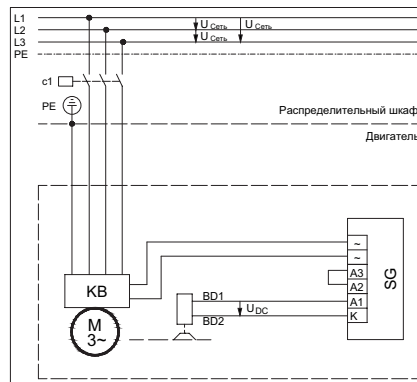 L1
U Сеть U Сеть
L2
U Сеть
L3
PE
c1
PE
Распределительный шкаф
Двигатель
SG
~
~
A3
A2
KB
BD1
A1
U DC
BD2
K
M
3~